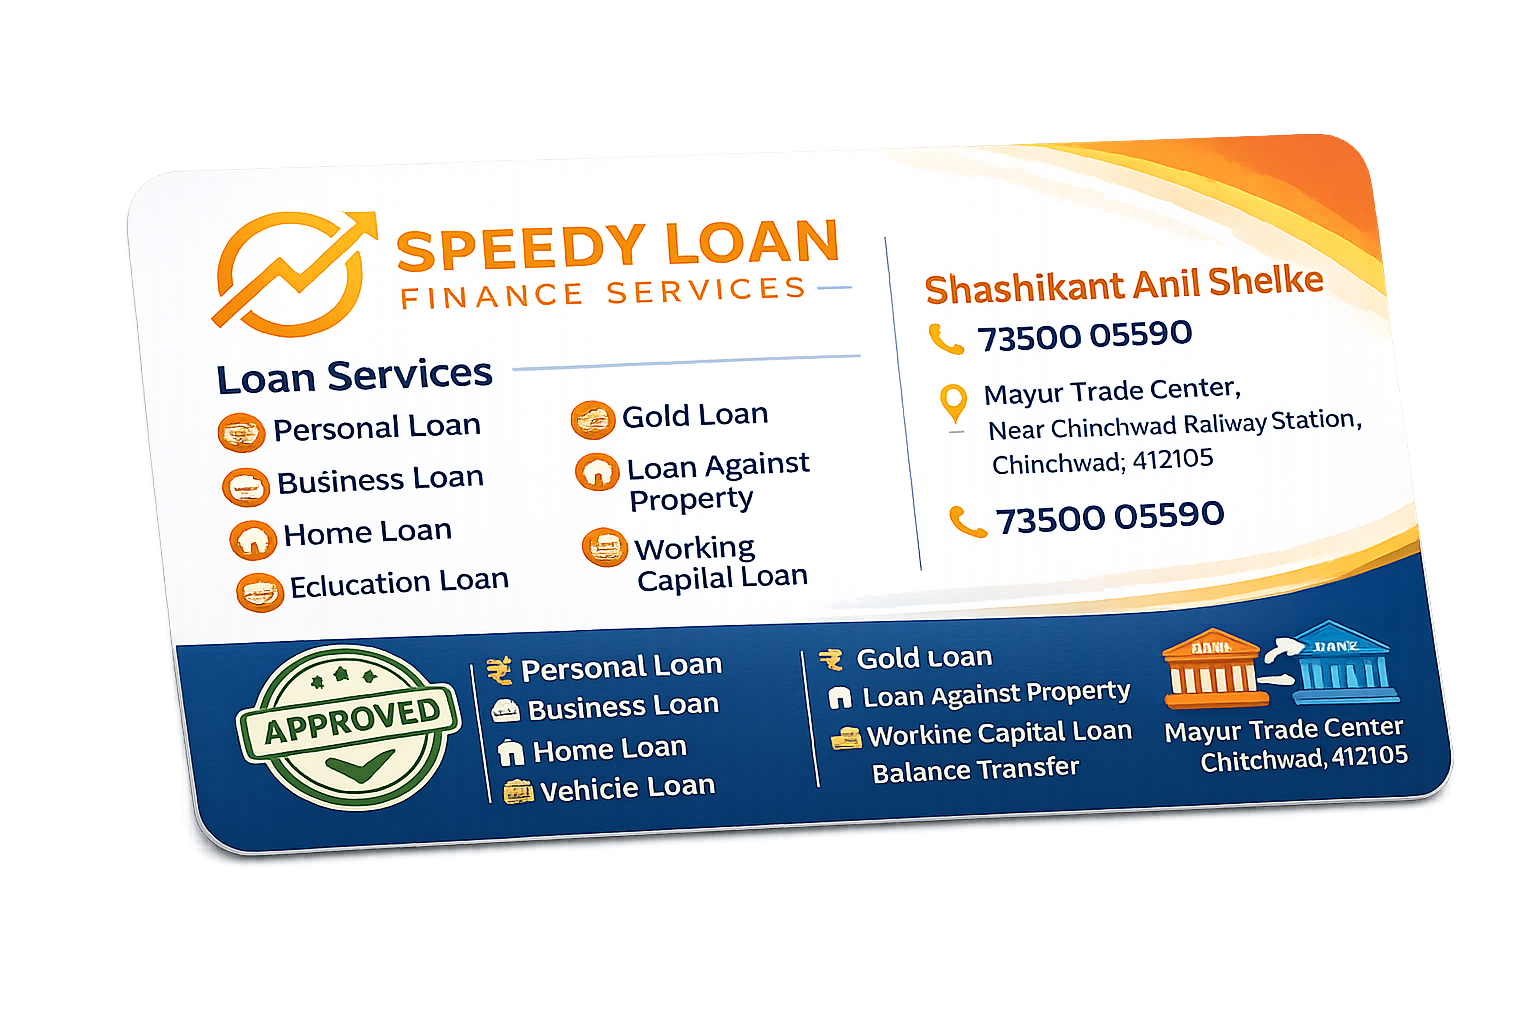 SPEEDY LOAN
FINANCE SERVICES
Loan Services
Personal Loan
Business Loan
Home Loan
Eclucation Loan
Gold Loan
Loan Against
Property
Working
Capilal Loan
Shashikant Anil Shelke
73500 05590
Mayur Trade Center,
Near Chinchwad Raliway Station,
Chinchwad; 412105
73500 05590
APPROVED
Personal Loan
Business Loan
Home Loan
Vehicie Loan
Gold Loan
Loan Against Property
Workine Capital Loan
Balance Transfer
Mayur Trade Center
Chitchwad, 412105